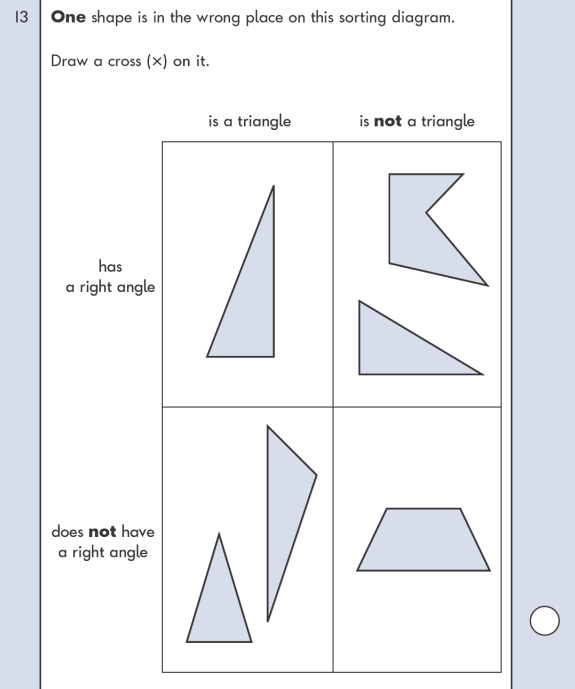 13 One shape is in the wrong place on this sorting diagram.
Draw a cross (×) on it.
is a triangle is not a triangle
has
a right angle
does not have
a right angle